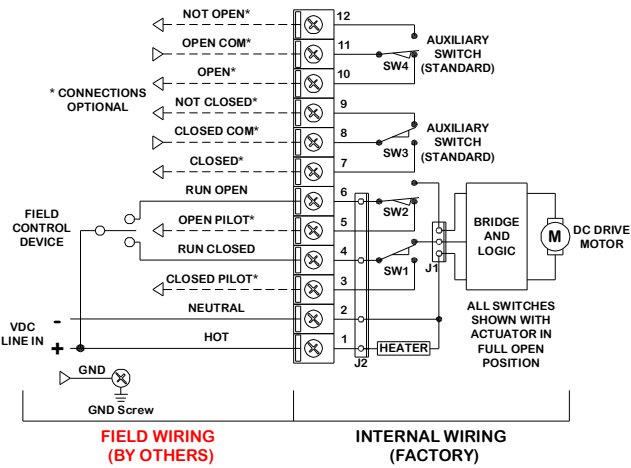 NOT OPEN*
12
OPEN COM*
11
SW4
AUXILIARY
SWITCH
(STANDARD)
OPEN*
10
* CONNECTIONS
OPTIONAL
NOT CLOSED*
9
CLOSED COM*
8
SW3
AUXILIARY
SWITCH
(STANDARD)
CLOSED*
7
RUN OPEN
6
SW2
FIELD
CONTROL
DEVICE
OPEN PILOT*
5
RUN CLOSED
4
SW1
J1
BRIDGE
AND
LOGIC
M
DC DRIVE
MOTOR
CLOSED PILOT*
3
NEUTRAL
2
VDC
LINE IN
-
+
HOT
1
J2
HEATER
ALL SWITCHES
SHOWN WITH
ACTUATOR IN
FULL OPEN
POSITION
GND
GND Screw
FIELD WIRING
(BY OTHERS)
INTERNAL WIRING
(FACTORY)